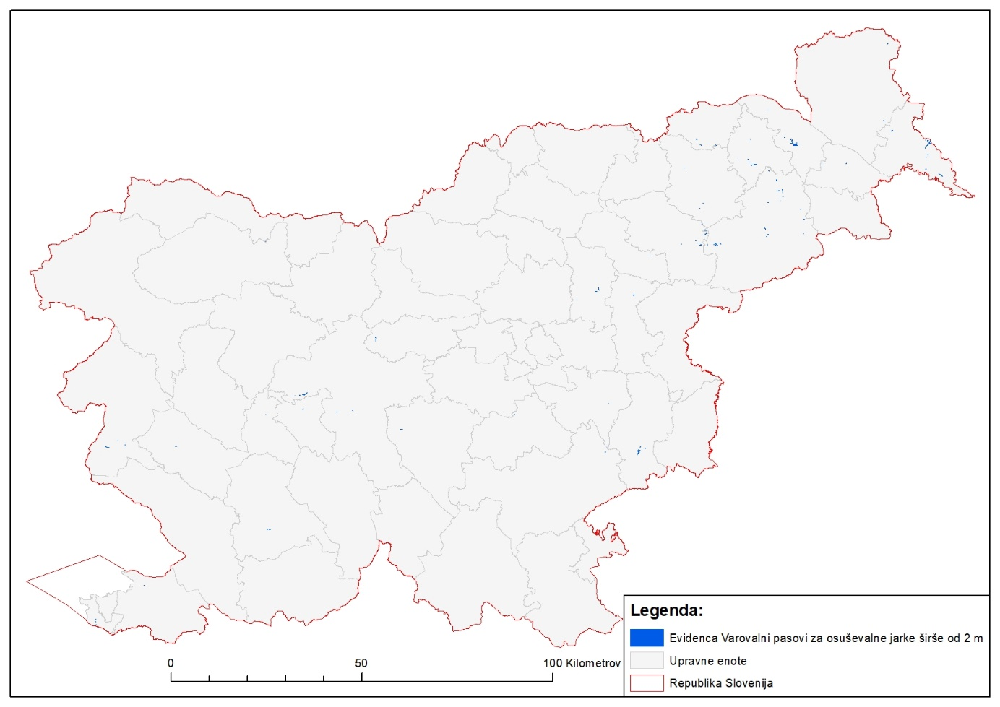 0 50 100 Kilometrov
Legenda:
Evidenca Varovalni pasovi za osuševalne jarke širše od 2 m
Upravne enote
Republika Slovenija